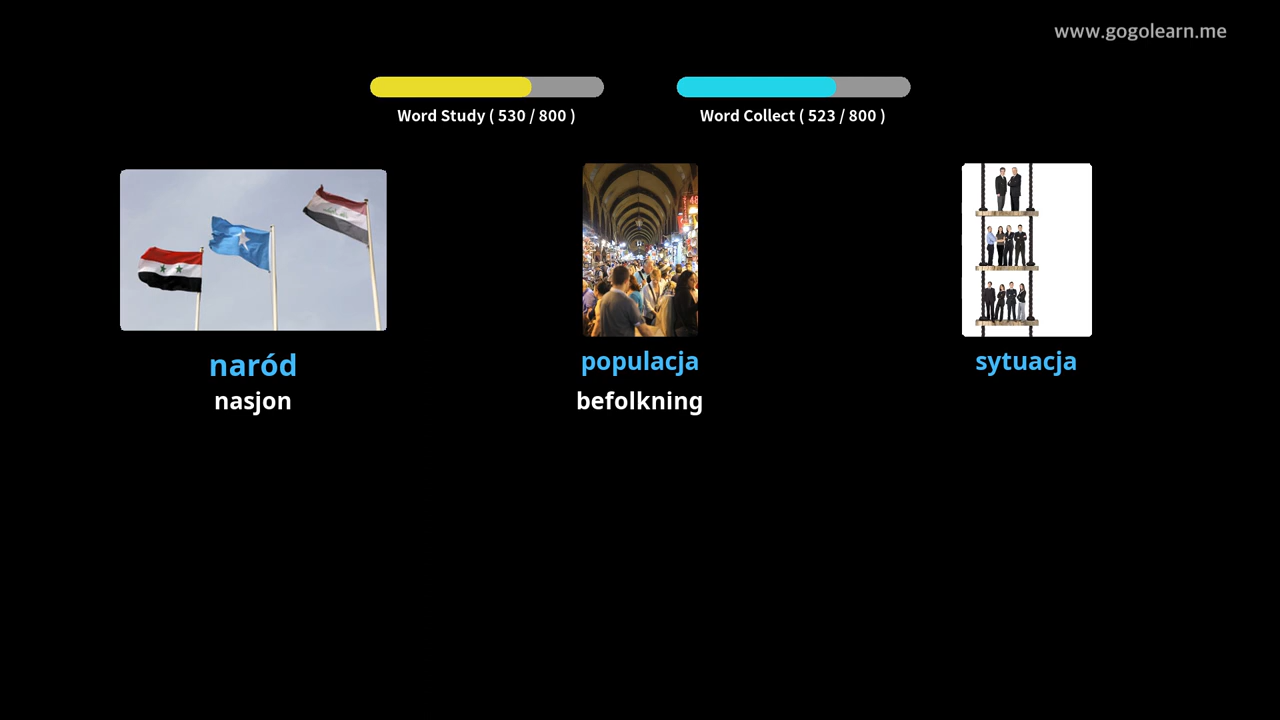 www.gogolearn.me
Word Study ( 530 / 800 )
Word Collect ( 523 / 800 )
naród
populacja
sytuacja
nasjon
befolkning